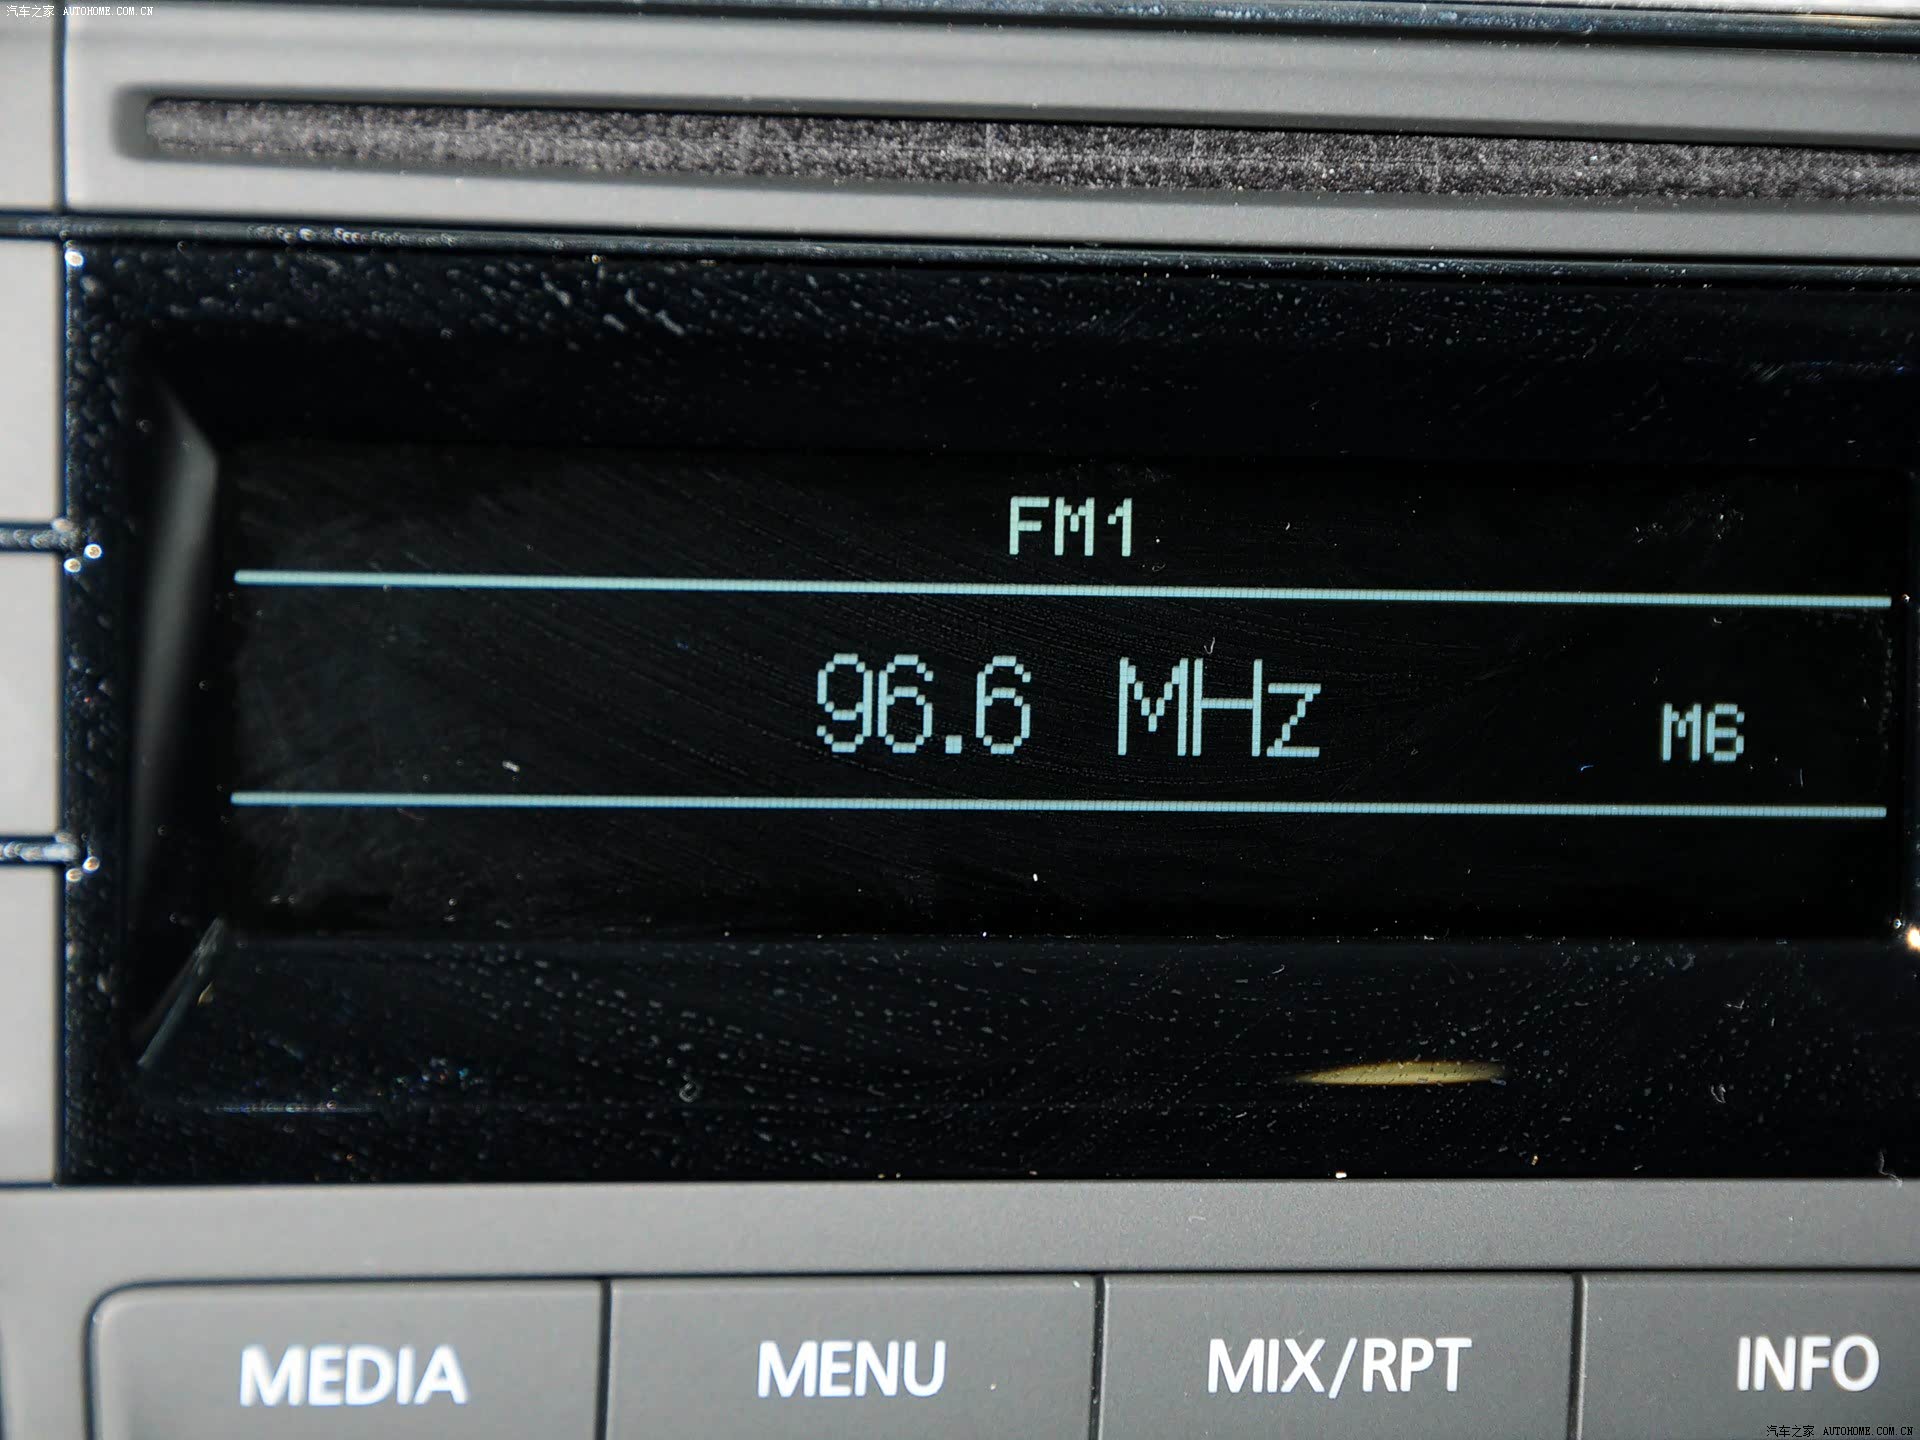 汽车之家 AUTOHOME.COM.CN
FM1
96.6 MHz
M6
MEDIA
MENU
MIX/RPT
INFO
汽车之家 AUTOHOME.COM.CN